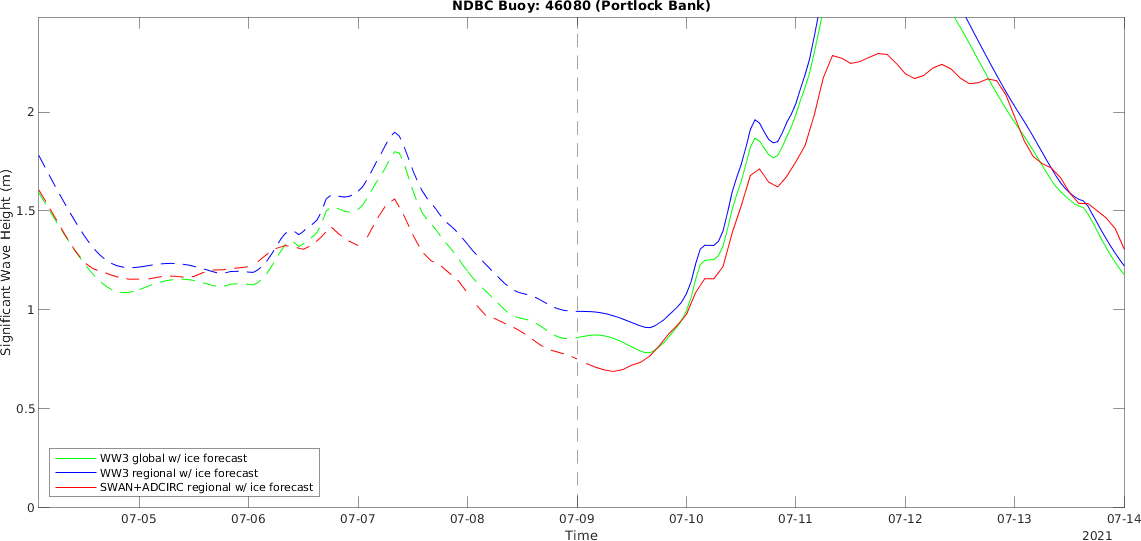 NDBC Buoy: 46080 (Portlock Bank)
Significant Wave Height (m)
2
1.5
1
0.5
0
WW3 global w/ ice forecast
WW3 regional w/ ice forecast
SWAN+ADCIRC regional w/ ice forecast
07-05 07-06 07-07 07-08 07-09 07-10 07-11 07-12 07-13 07-14
Time
2021